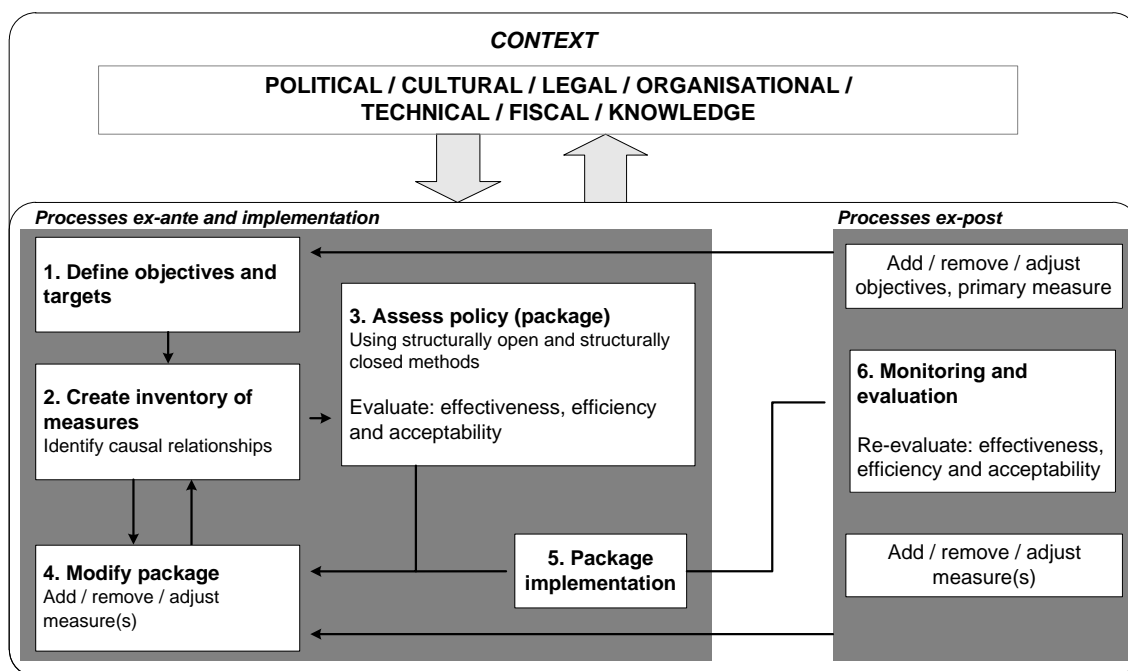 CONTEXT
POLITICAL / CULTURAL / LEGAL / ORGANISATIONAL /
TECHNICAL / FISCAL / KNOWLEDGE
Processes ex-ante and implementation
1. Define objectives and
targets
2. Create inventory of
measures
Identify causal relationships
3. Assess policy (package)
Using structurally open and structurally
closed methods
Evaluate: effectiveness, efficiency
and acceptability
4. Modify package
Add / remove / adjust
measure(s)
5. Package
implementation
Processes ex-post
Add / remove / adjust
objectives, primary measure
6. Monitoring and
evaluation
Re-evaluate: effectiveness,
efficiency and acceptability
Add / remove / adjust
measure(s)